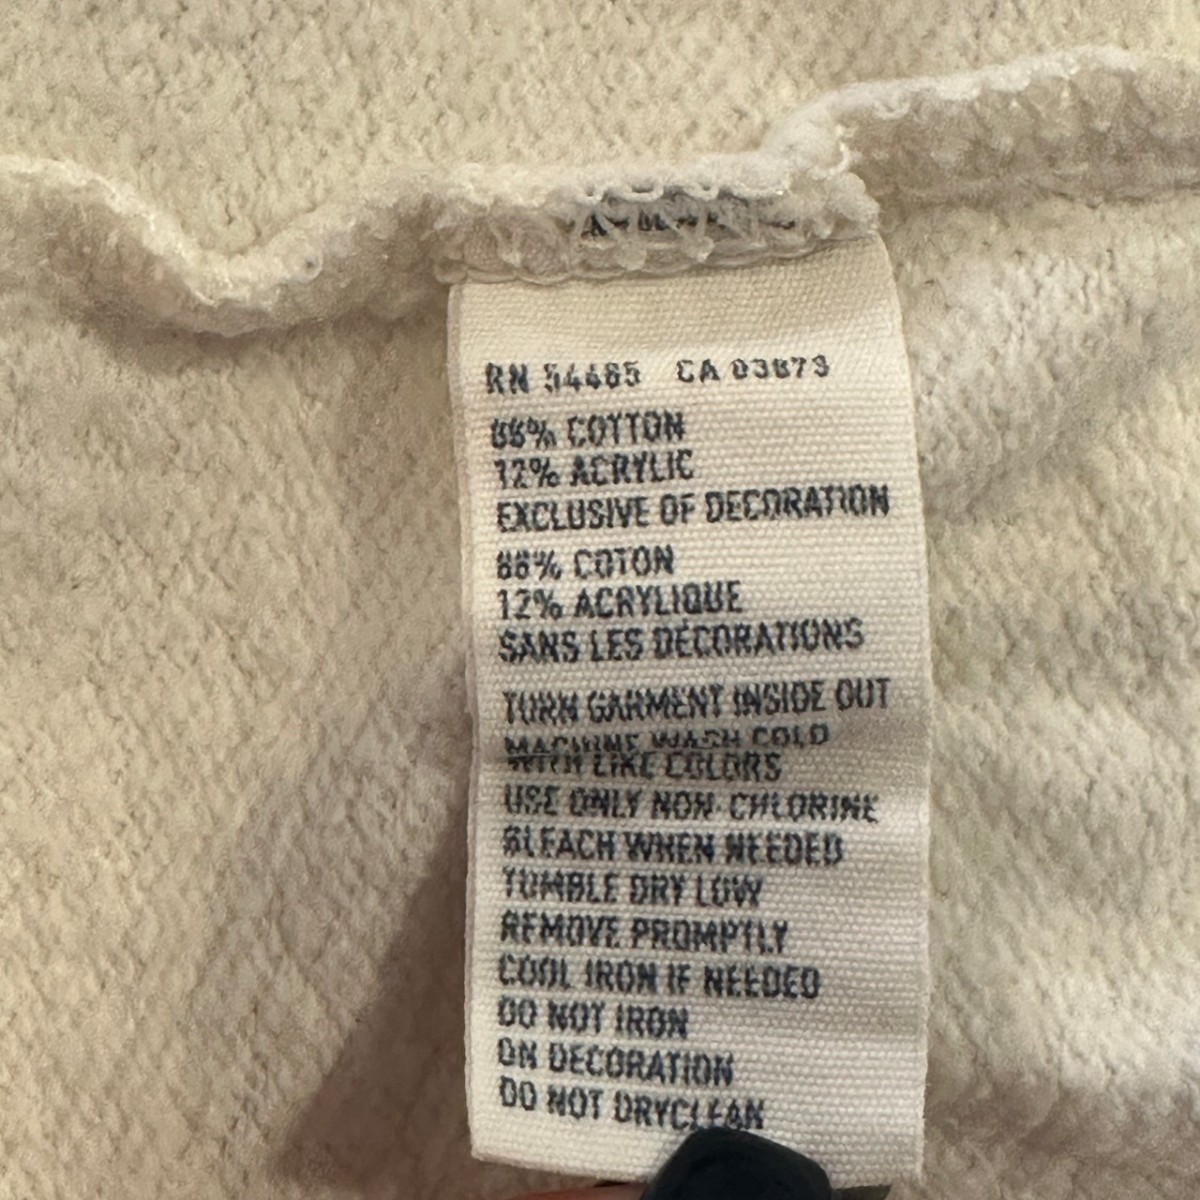 RN 54485 CA 03873
88% COTTON
12% ACRYLIC
EXCLUSIVE OF DECORATION
88% COTON
12% ACRYLIQUE
SANS LES DÉCORATIONS
TURN GARMENT INSIDE OUT
MACHINE WASH COLD
WITH LIKE COLORS
USE ONLY NON-CHLORINE
BLEACH WHEN NEEDED
TUMBLE DRY LOW
REMOVE PROMPTLY
COOL IRON IF NEEDED
DO NOT IRON
ON DECORATION
DO NOT DRYCLEAN